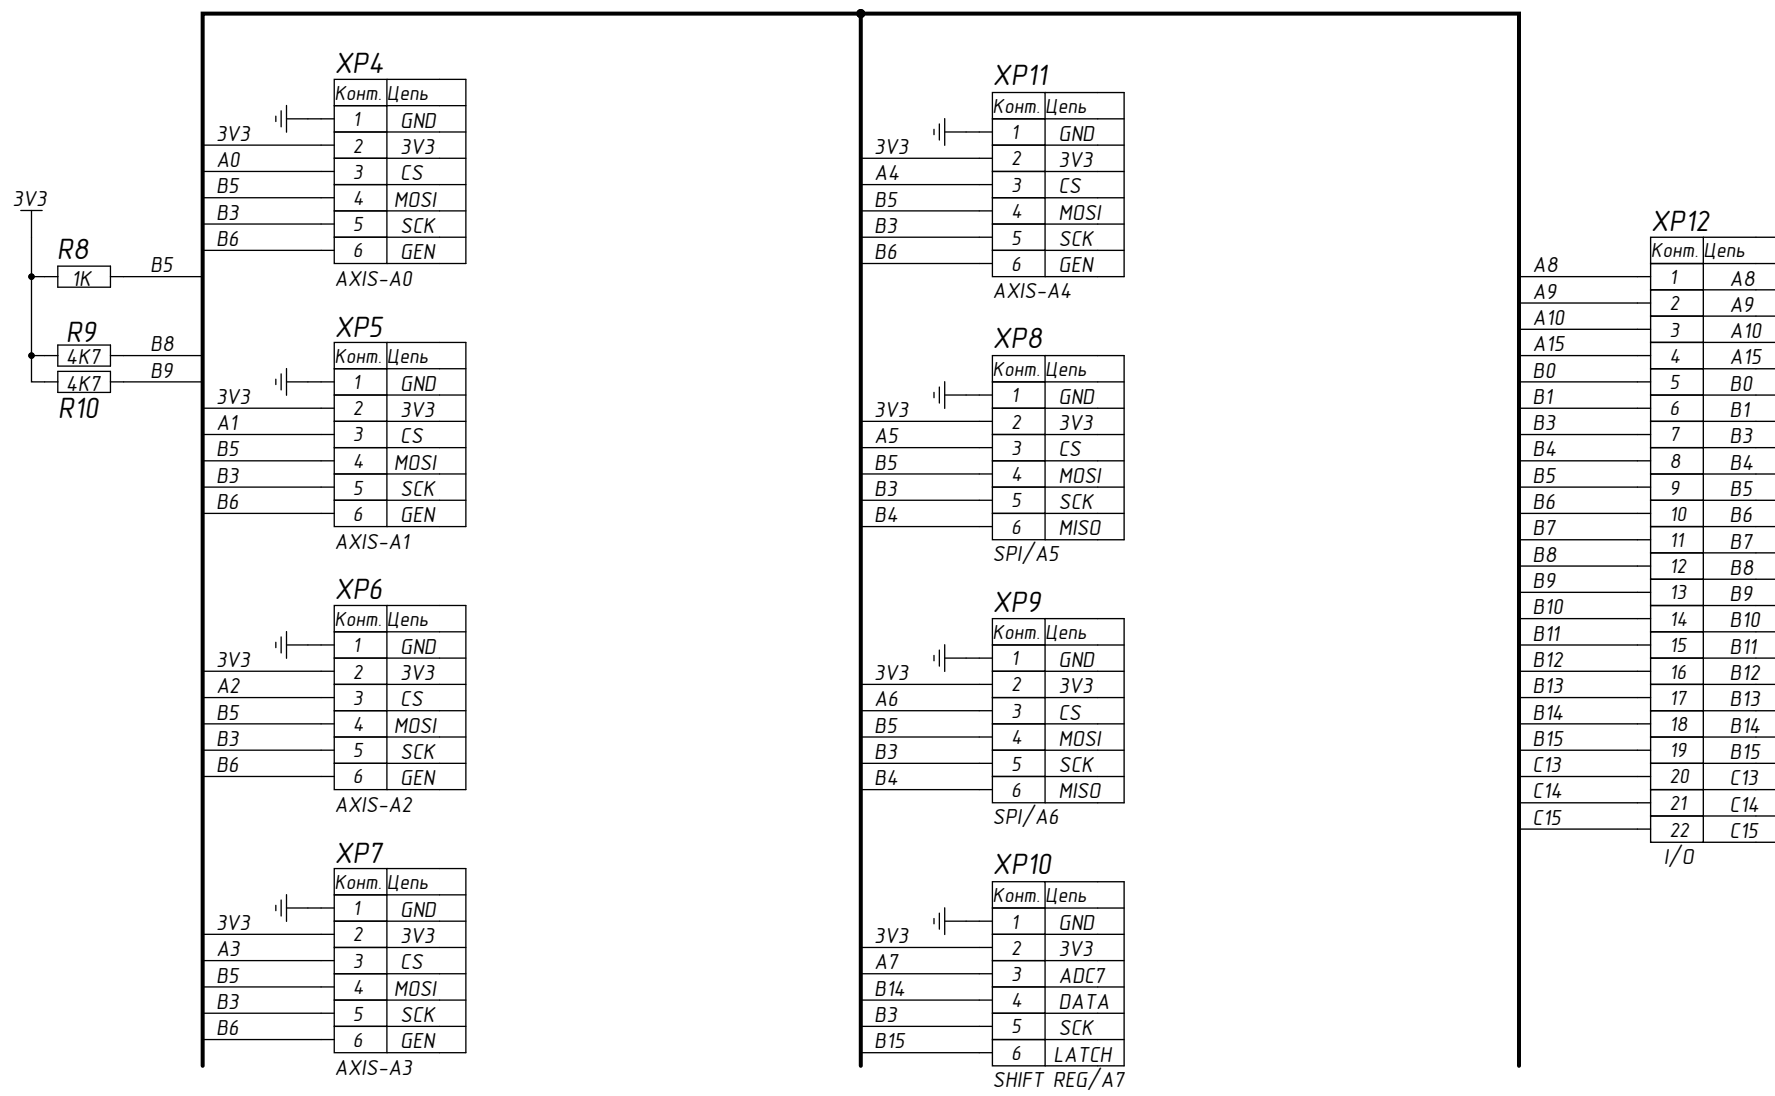 3V3
R8
1K
B5
R9
4K7
B8
4K7
B9
R10
XP4
Конт. Цепь
1 GND
3V3 2 3V3
A0 3 CS
B5 4 MOSI
B3 5 SCK
B6 6 GEN
AXIS-A0
XP5
Конт. Цепь
1 GND
3V3 2 3V3
A1 3 CS
B5 4 MOSI
B3 5 SCK
B6 6 GEN
AXIS-A1
XP6
Конт. Цепь
1 GND
3V3 2 3V3
A2 3 CS
B5 4 MOSI
B3 5 SCK
B6 6 GEN
AXIS-A2
XP7
Конт. Цепь
1 GND
3V3 2 3V3
A3 3 CS
B5 4 MOSI
B3 5 SCK
B6 6 GEN
AXIS-A3
XP11
Конт. Цепь
1 GND
3V3 2 3V3
A4 3 CS
B5 4 MOSI
B3 5 SCK
B6 6 GEN
AXIS-A4
XP8
Конт. Цепь
1 GND
3V3 2 3V3
A5 3 CS
B5 4 MOSI
B3 5 SCK
B4 6 MISO
SPI/A5
XP9
Конт. Цепь
1 GND
3V3 2 3V3
A6 3 CS
B5 4 MOSI
B3 5 SCK
B4 6 MISO
SPI/A6
XP10
Конт. Цепь
1 GND
3V3 2 3V3
A7 3 ADC7
B14 4 DATA
B3 5 SCK
B15 6 LATCH
SHIFT REG/A7
XP12
Конт. Цепь
A8 1 A8
A9 2 A9
A10 3 A10
A15 4 A15
B0 5 B0
B1 6 B1
B3 7 B3
B4 8 B4
B5 9 B5
B6 10 B6
B7 11 B7
B8 12 B8
B9 13 B9
B10 14 B10
B11 15 B11
B12 16 B12
B13 17 B13
B14 18 B14
B15 19 B15
C13 20 C13
C14 21 C14
C15 22 C15
I/O